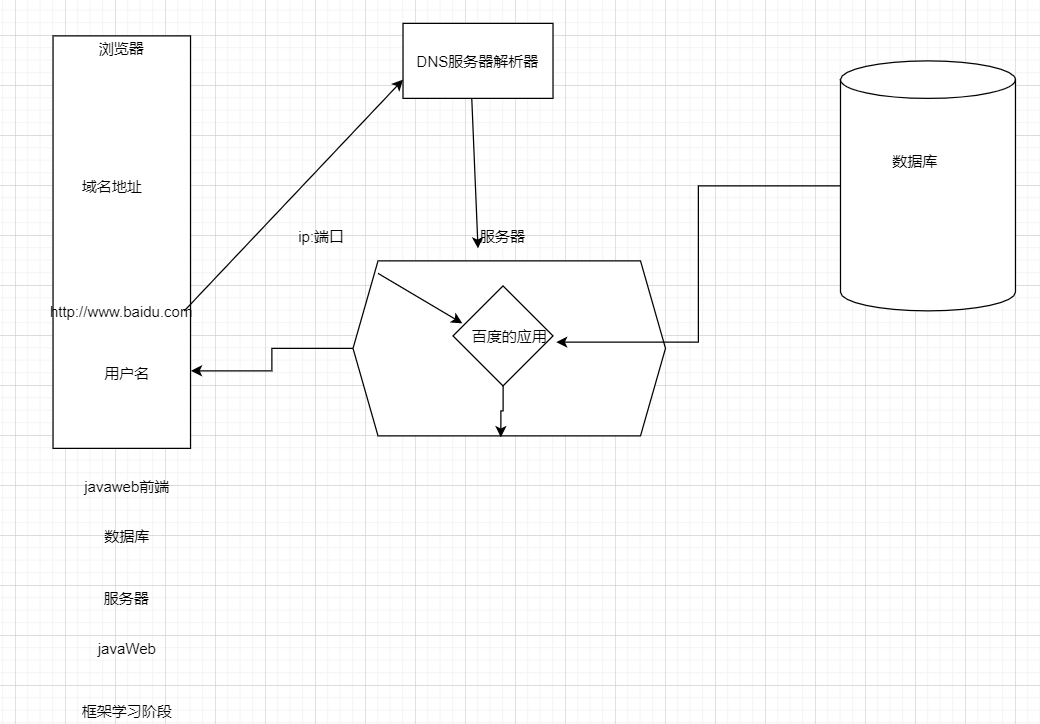 浏览器
DNS服务器解析器
数据库
域名地址
ip:端口
服务器
http://www.baidu.com
百度的应用
用户名
javaweb前端
数据库
服务器
javaWeb
框架学习阶段